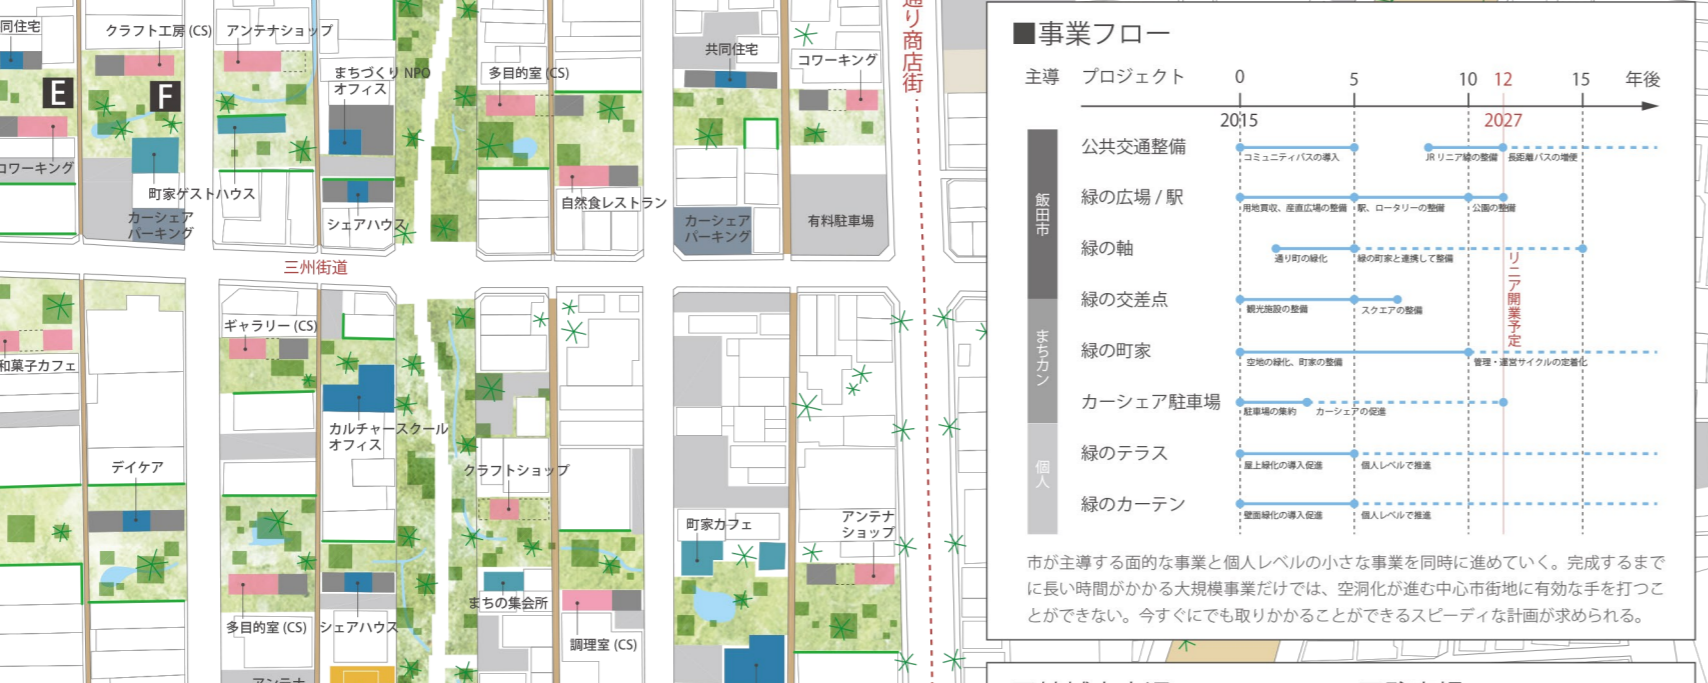 同住宅
クラフト工房 (CS)
アンテナショップ
まちづくり NPO
オフィス
多目的室 (CS)
共同住宅
コワーキング
通り商店街
E
F
コワーキング
町家ゲストハウス
カーシェア
パーキング
シェアハウス
自然食レストラン
カーシェア
パーキング
有料駐車場
三州街道
ギャラリー (CS)
和菓子カフェ
カルチャースクール
オフィス
デイケア
クラフトショップ
町家カフェ
アンテナ
ショップ
まちの集会所
多目的室 (CS)
シェアハウス
調理室 (CS)
アンテナ
■事業フロー
主導 プロジェクト 0 5 10 12 15 年後
2015 2027
飯田市
まちカン
個人
公共交通整備
コミュニティバスの導入 JR リニア線の整備 長距離バスの増便
緑の広場 / 駅
用地買収、産直広場の整備 駅、ロータリーの整備 公園の整備
緑の軸
通り町の緑化 緑の町家と連携して整備
リニア開業予定
緑の交差点
観光施設の整備 スクエアの整備
緑の町家
空地の緑化、町家の整備 管理・運営サイクルの定着化
カーシェア駐車場
駐車場の集約 カーシェアの促進
緑のテラス
屋上緑化の導入促進 個人レベルで推進
緑のカーテン
壁面緑化の導入促進 個人レベルで推進
市が主導する面的な事業と個人レベルの小さな事業を同時に進めていく。完成するまで
に長い時間がかかる大規模事業だけでは、空洞化が進む中心市街地に有効な手を打つこ
とができない。今すぐにでも取りかかることができるスピーディな計画が求められる。